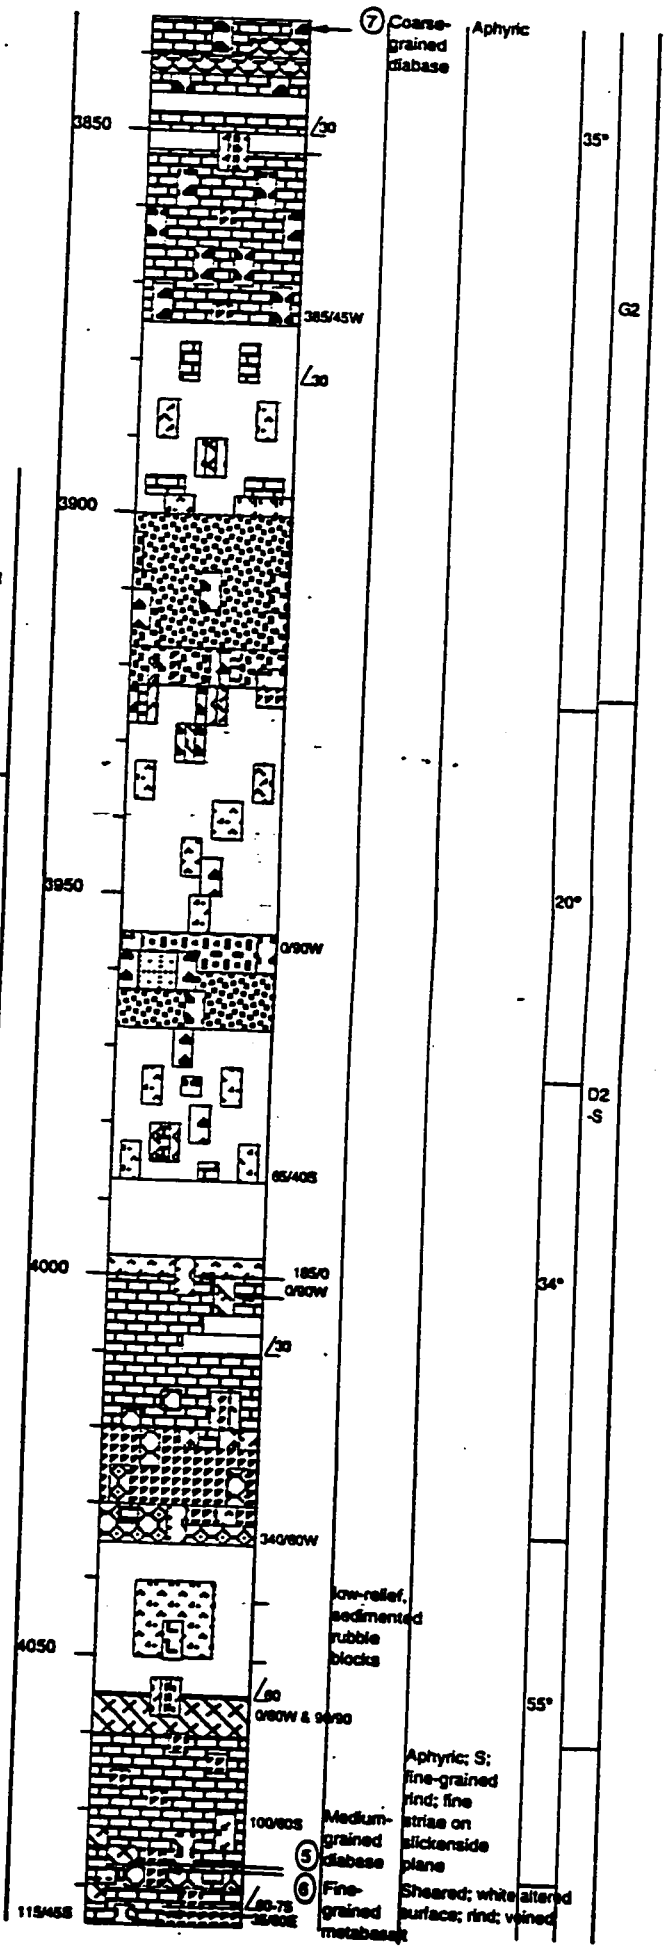 7 Coarse- Aphyric
grained
diabase
3850
∠30
35°
385/45W
G2
∠30
3900
3950
20°
0/90W
D2
-S
65/40S
4000
185/0
0/90W
34°
∠30
340/60W
low-relief,
sedimented
rubble
blocks
4050
∠60
0/60W & 90/90
55°
Aphyric; S;
fine-grained
rind; fine
100/60S Medium- striae on
grained slickenside
5 diabase plane
6 Fine- Sheared; white altered
115/45S grained surface; rind; veined
metabasalt